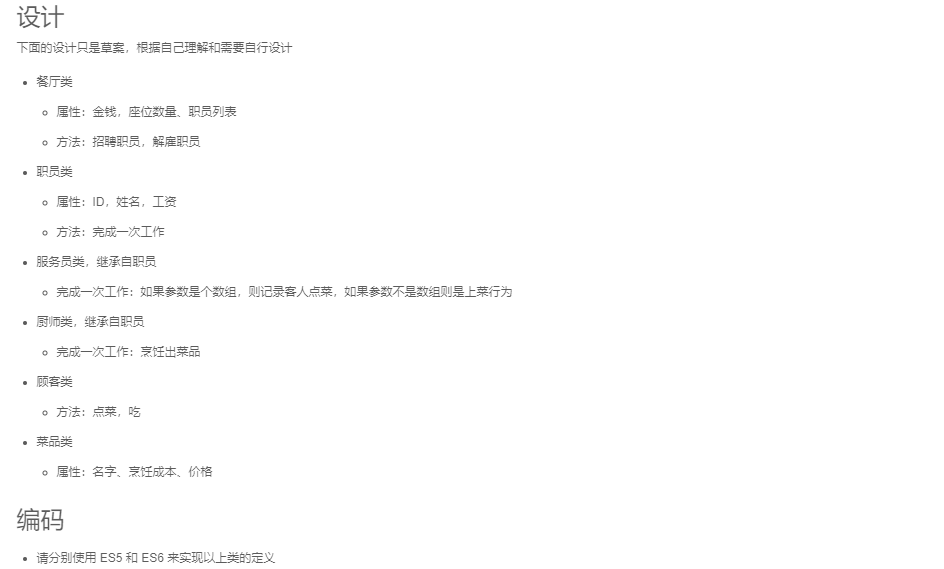 设计
下面的设计只是草案，根据自己理解和需要自行设计
餐厅类
属性：金钱，座位数量、职员列表
方法：招聘职员，解雇职员
职员类
属性：ID，姓名，工资
方法：完成一次工作
服务员类，继承自职员
完成一次工作：如果参数是个数组，则记录客人点菜，如果参数不是数组则是上菜行为
厨师类，继承自职员
完成一次工作：烹饪出菜品
顾客类
方法：点菜，吃
菜品类
属性：名字、烹饪成本、价格
编码
请分别使用 ES5 和 ES6 来实现以上类的定义